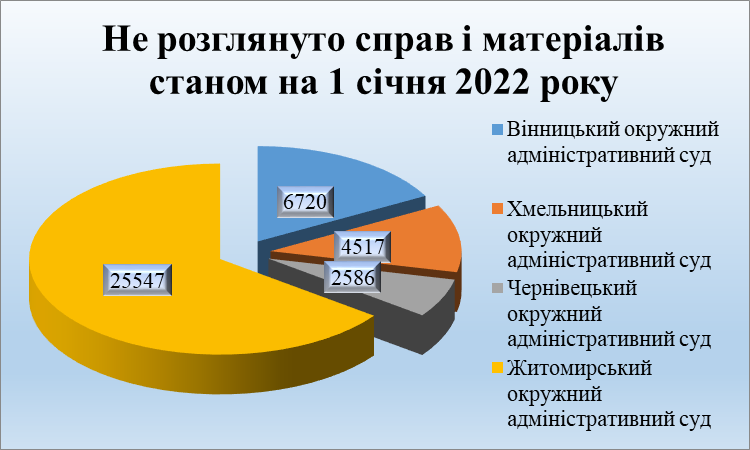 Не розглянуто справ і матеріалів
станом на 1 січня 2022 року
6720
4517
2586
25547
Вінницький окружний
адміністративний суд
Хмельницький
окружний
адміністративний суд
Чернівецький
окружний
адміністративний суд
Житомирський
окружний
адміністративний суд